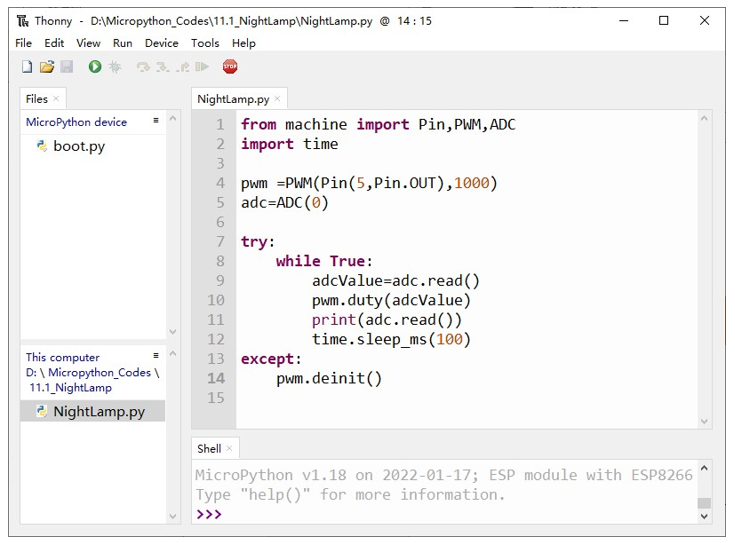 Thonny - D:\Micropython_Codes\11.1_NightLamp\NightLamp.py @ 14 : 15
File Edit View Run Device Tools Help
STOP
Files ×
MicroPython device
boot.py
This computer
D: \ Micropython_Codes \
11.1_NightLamp
NightLamp.py
NightLamp.py ×
1 from machine import Pin,PWM,ADC
2 import time
3
4 pwm =PWM(Pin(5,Pin.OUT),1000)
5 adc=ADC(0)
6
7 try:
8     while True:
9         adcValue=adc.read()
10         pwm.duty(adcValue)
11         print(adc.read())
12         time.sleep_ms(100)
13 except:
14     pwm.deinit()
15
Shell ×
MicroPython v1.18 on 2022-01-17; ESP module with ESP8266
Type "help()" for more information.
>>>